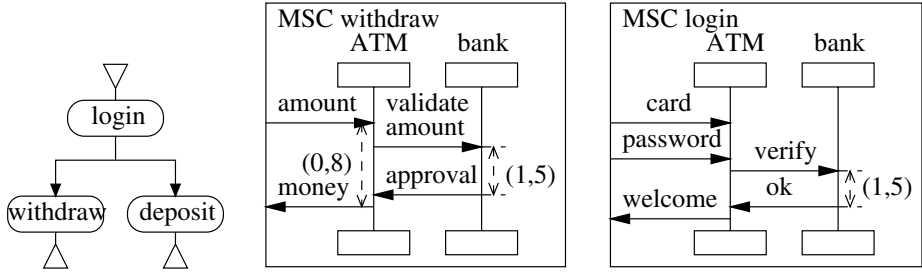 login
withdraw
deposit
MSC withdraw
ATM
bank
amount
validate
amount
(0,8)
money
approval
(1,5)
MSC login
ATM
bank
card
password
verify
ok
(1,5)
welcome